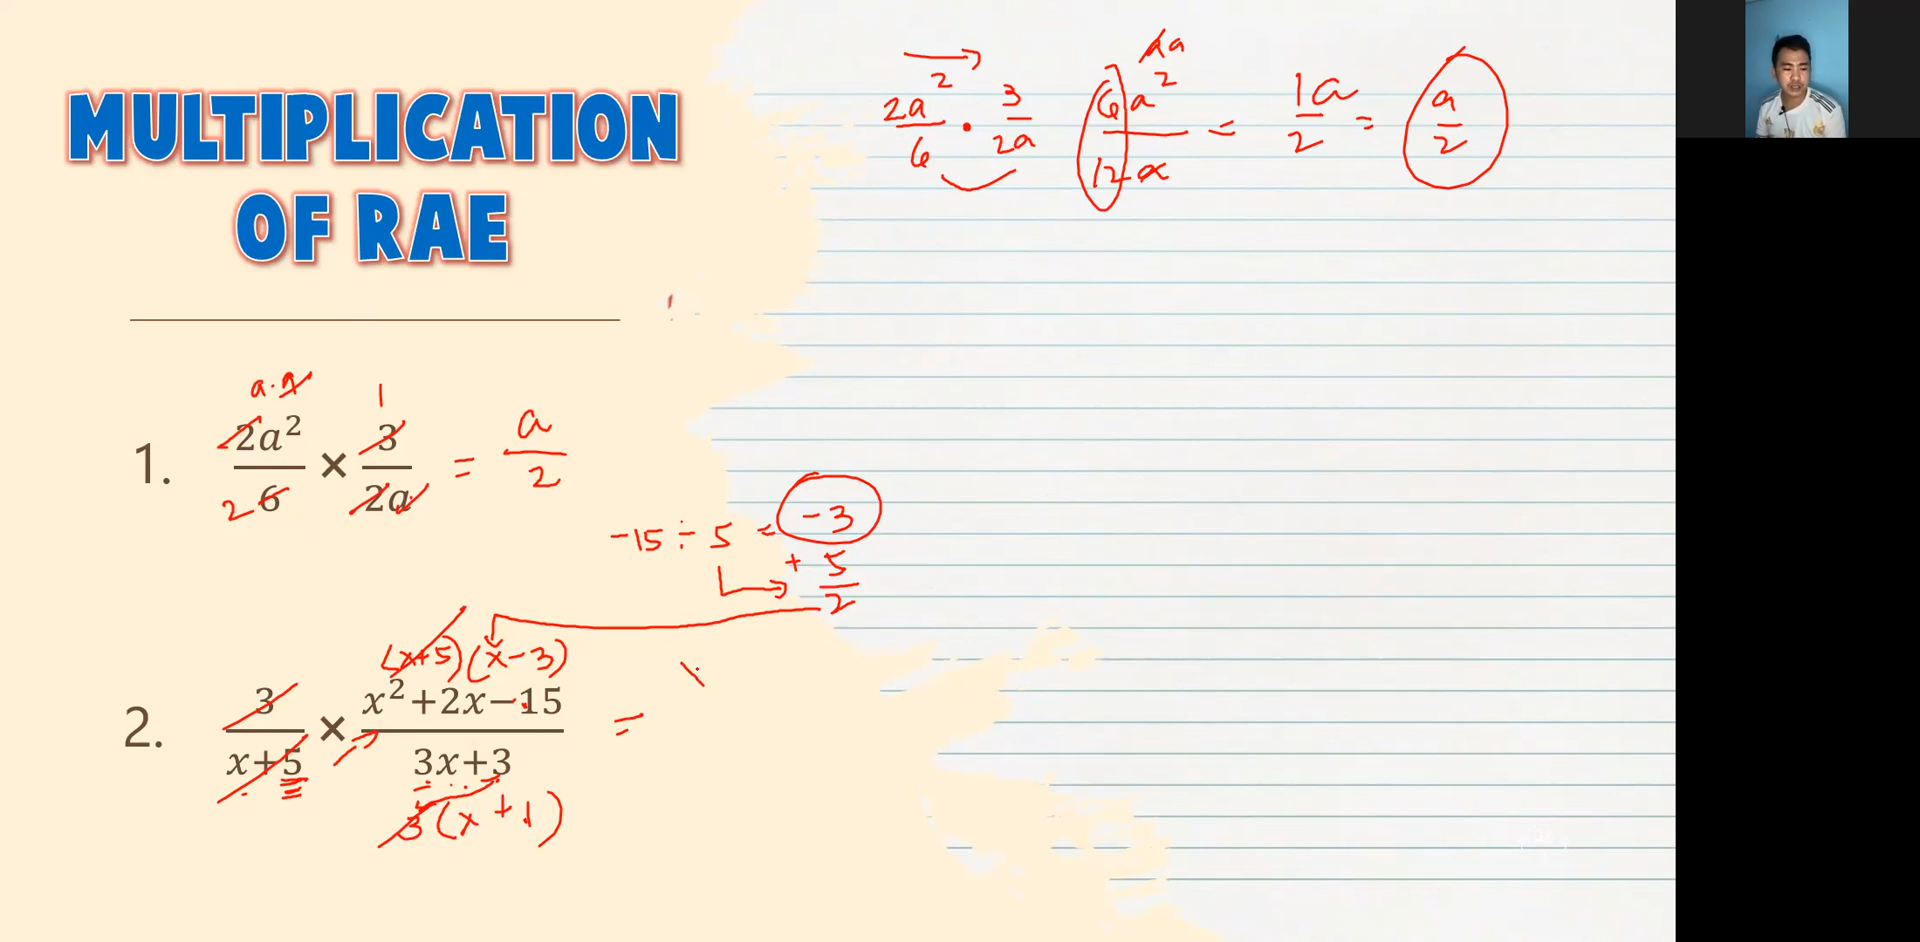 MULTIPLICATION
OF RAE
1. 2a²/6 × 3/2a = a/2
a·a 1
2
-15 ÷ 5 = -3
+ 5
2
(x+5)(x-3)
2. 3/x+5 × x²+2x-15/3x+3 =
3(x+1)
2a²/6 · 3/2a 6a²/12a = 1a/2 = a/2